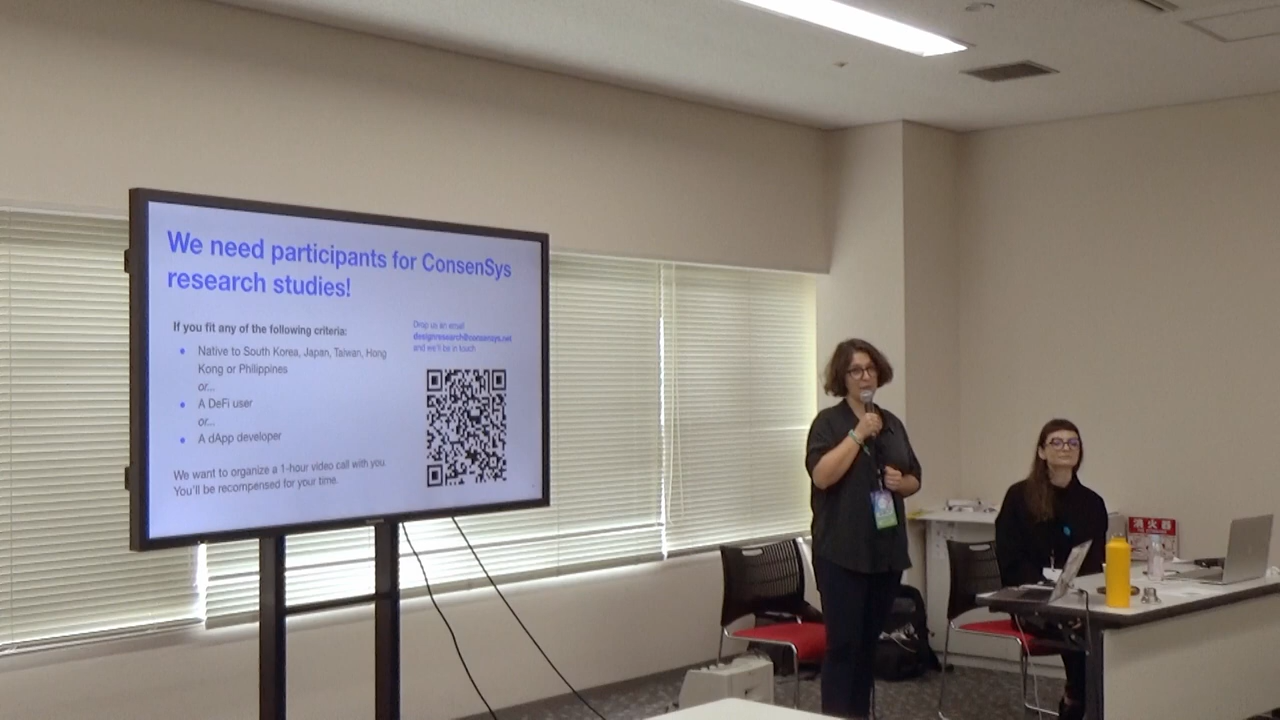 We need participants for ConsenSys
research studies!
If you fit any of the following criteria:
Native to South Korea, Japan, Taiwan, Hong
Kong or Philippines
or...
A DeFi user
or...
A dApp developer
We want to organize a 1-hour video call with you.
You'll be recompensed for your time.
Drop us an email
designresearch@consensys.net
and we'll be in touch
消火器